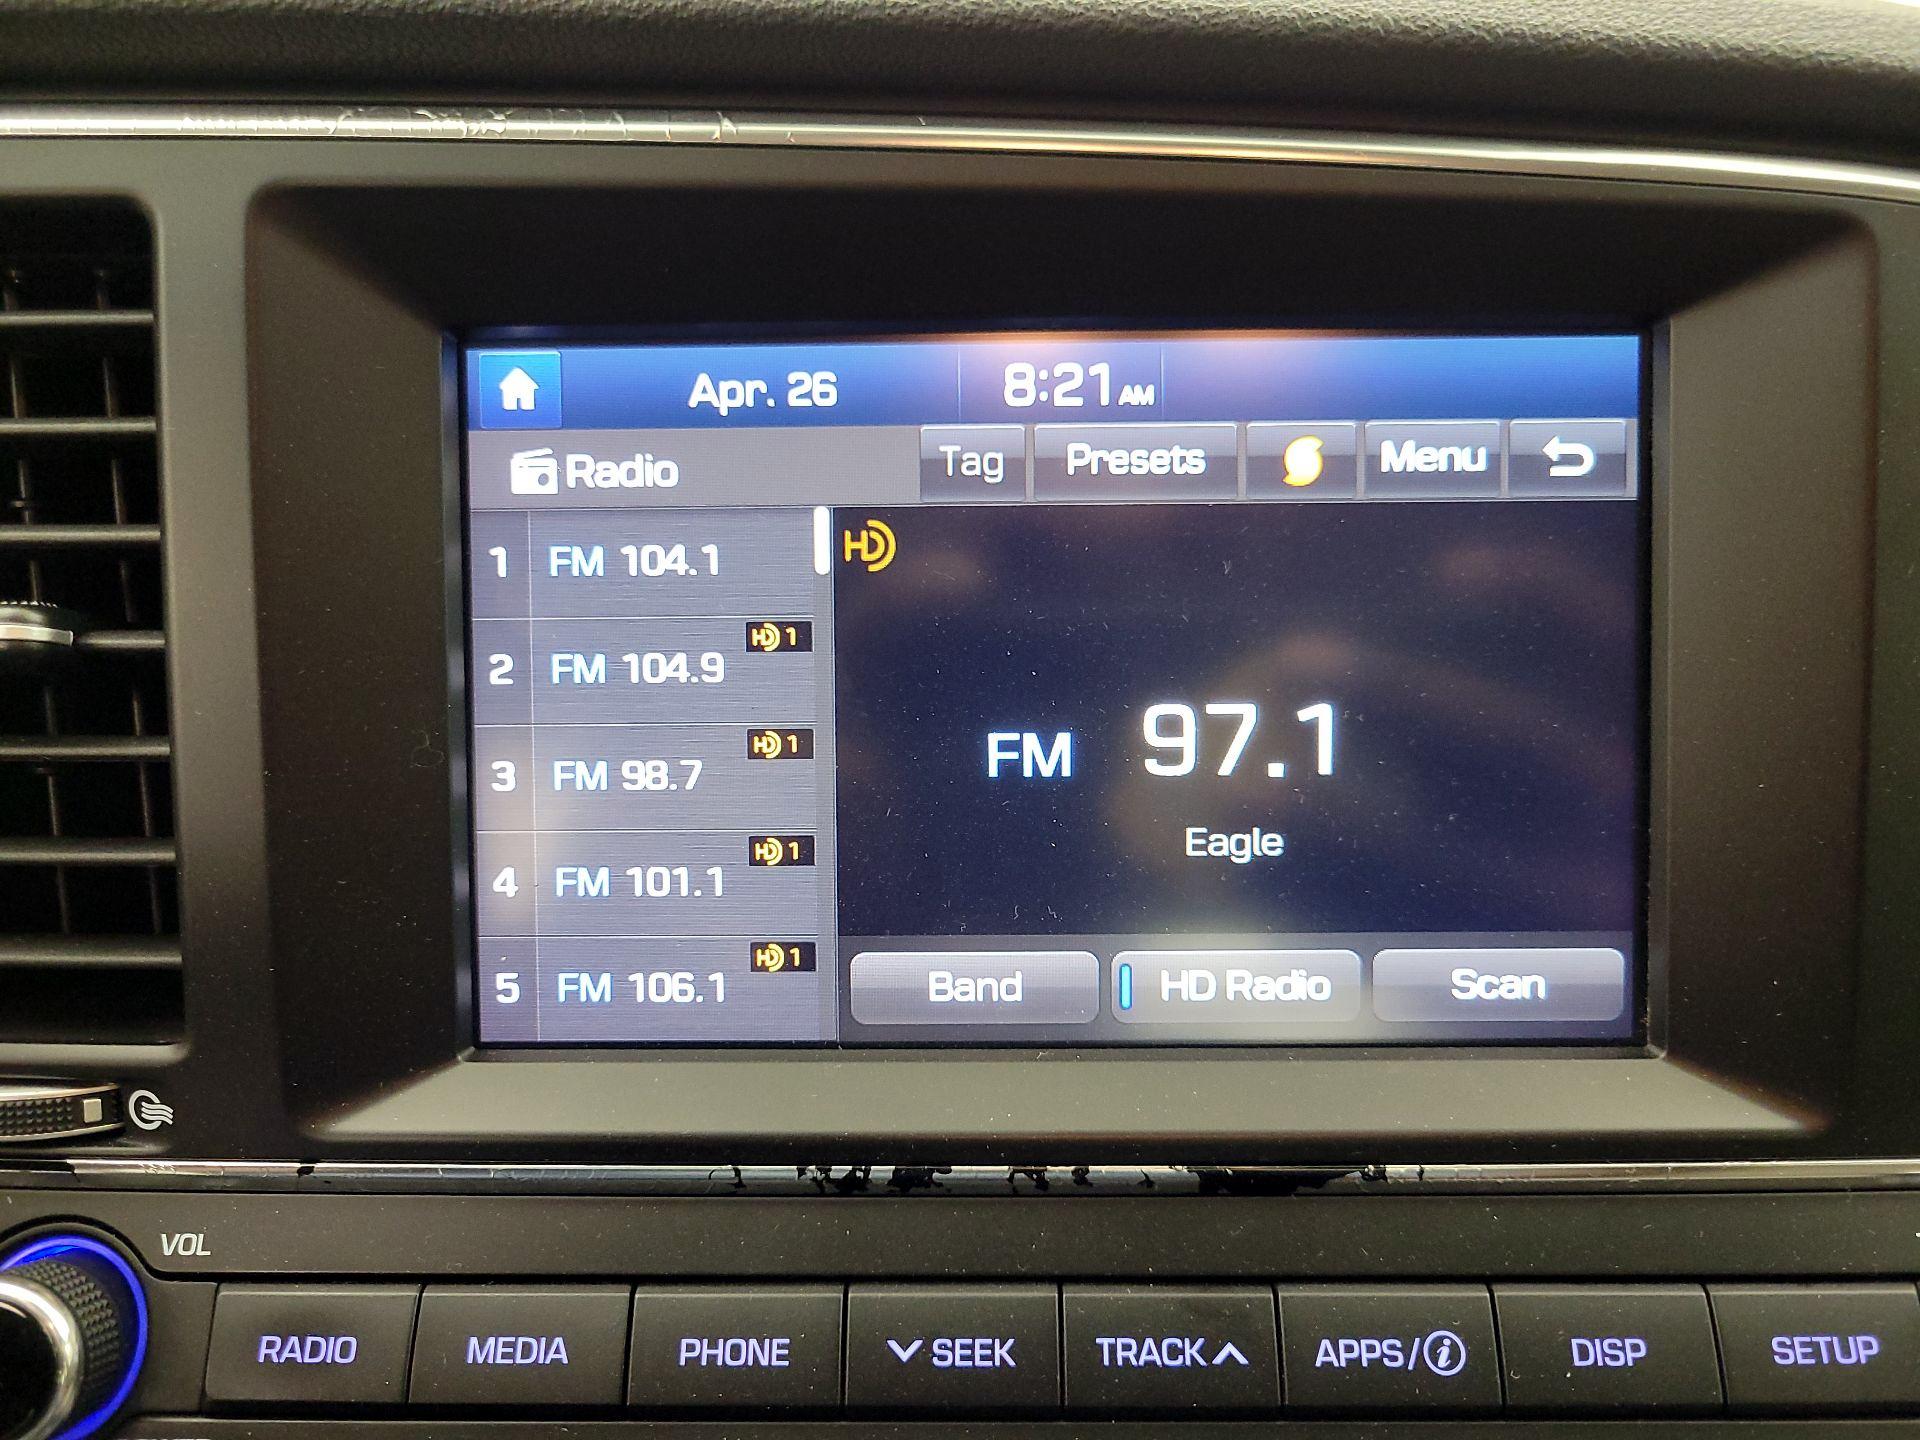 Apr. 26 8:21 AM
Radio Tag Presets Menu
1 FM 104.1
HD
HD 1
2 FM 104.9
HD 1
3 FM 98.7
HD 1
4 FM 101.1
HD 1
5 FM 106.1
FM 97.1
Eagle
Band HD Radio Scan
VOL
RADIO MEDIA PHONE SEEK TRACK APPS/i DISP SETUP